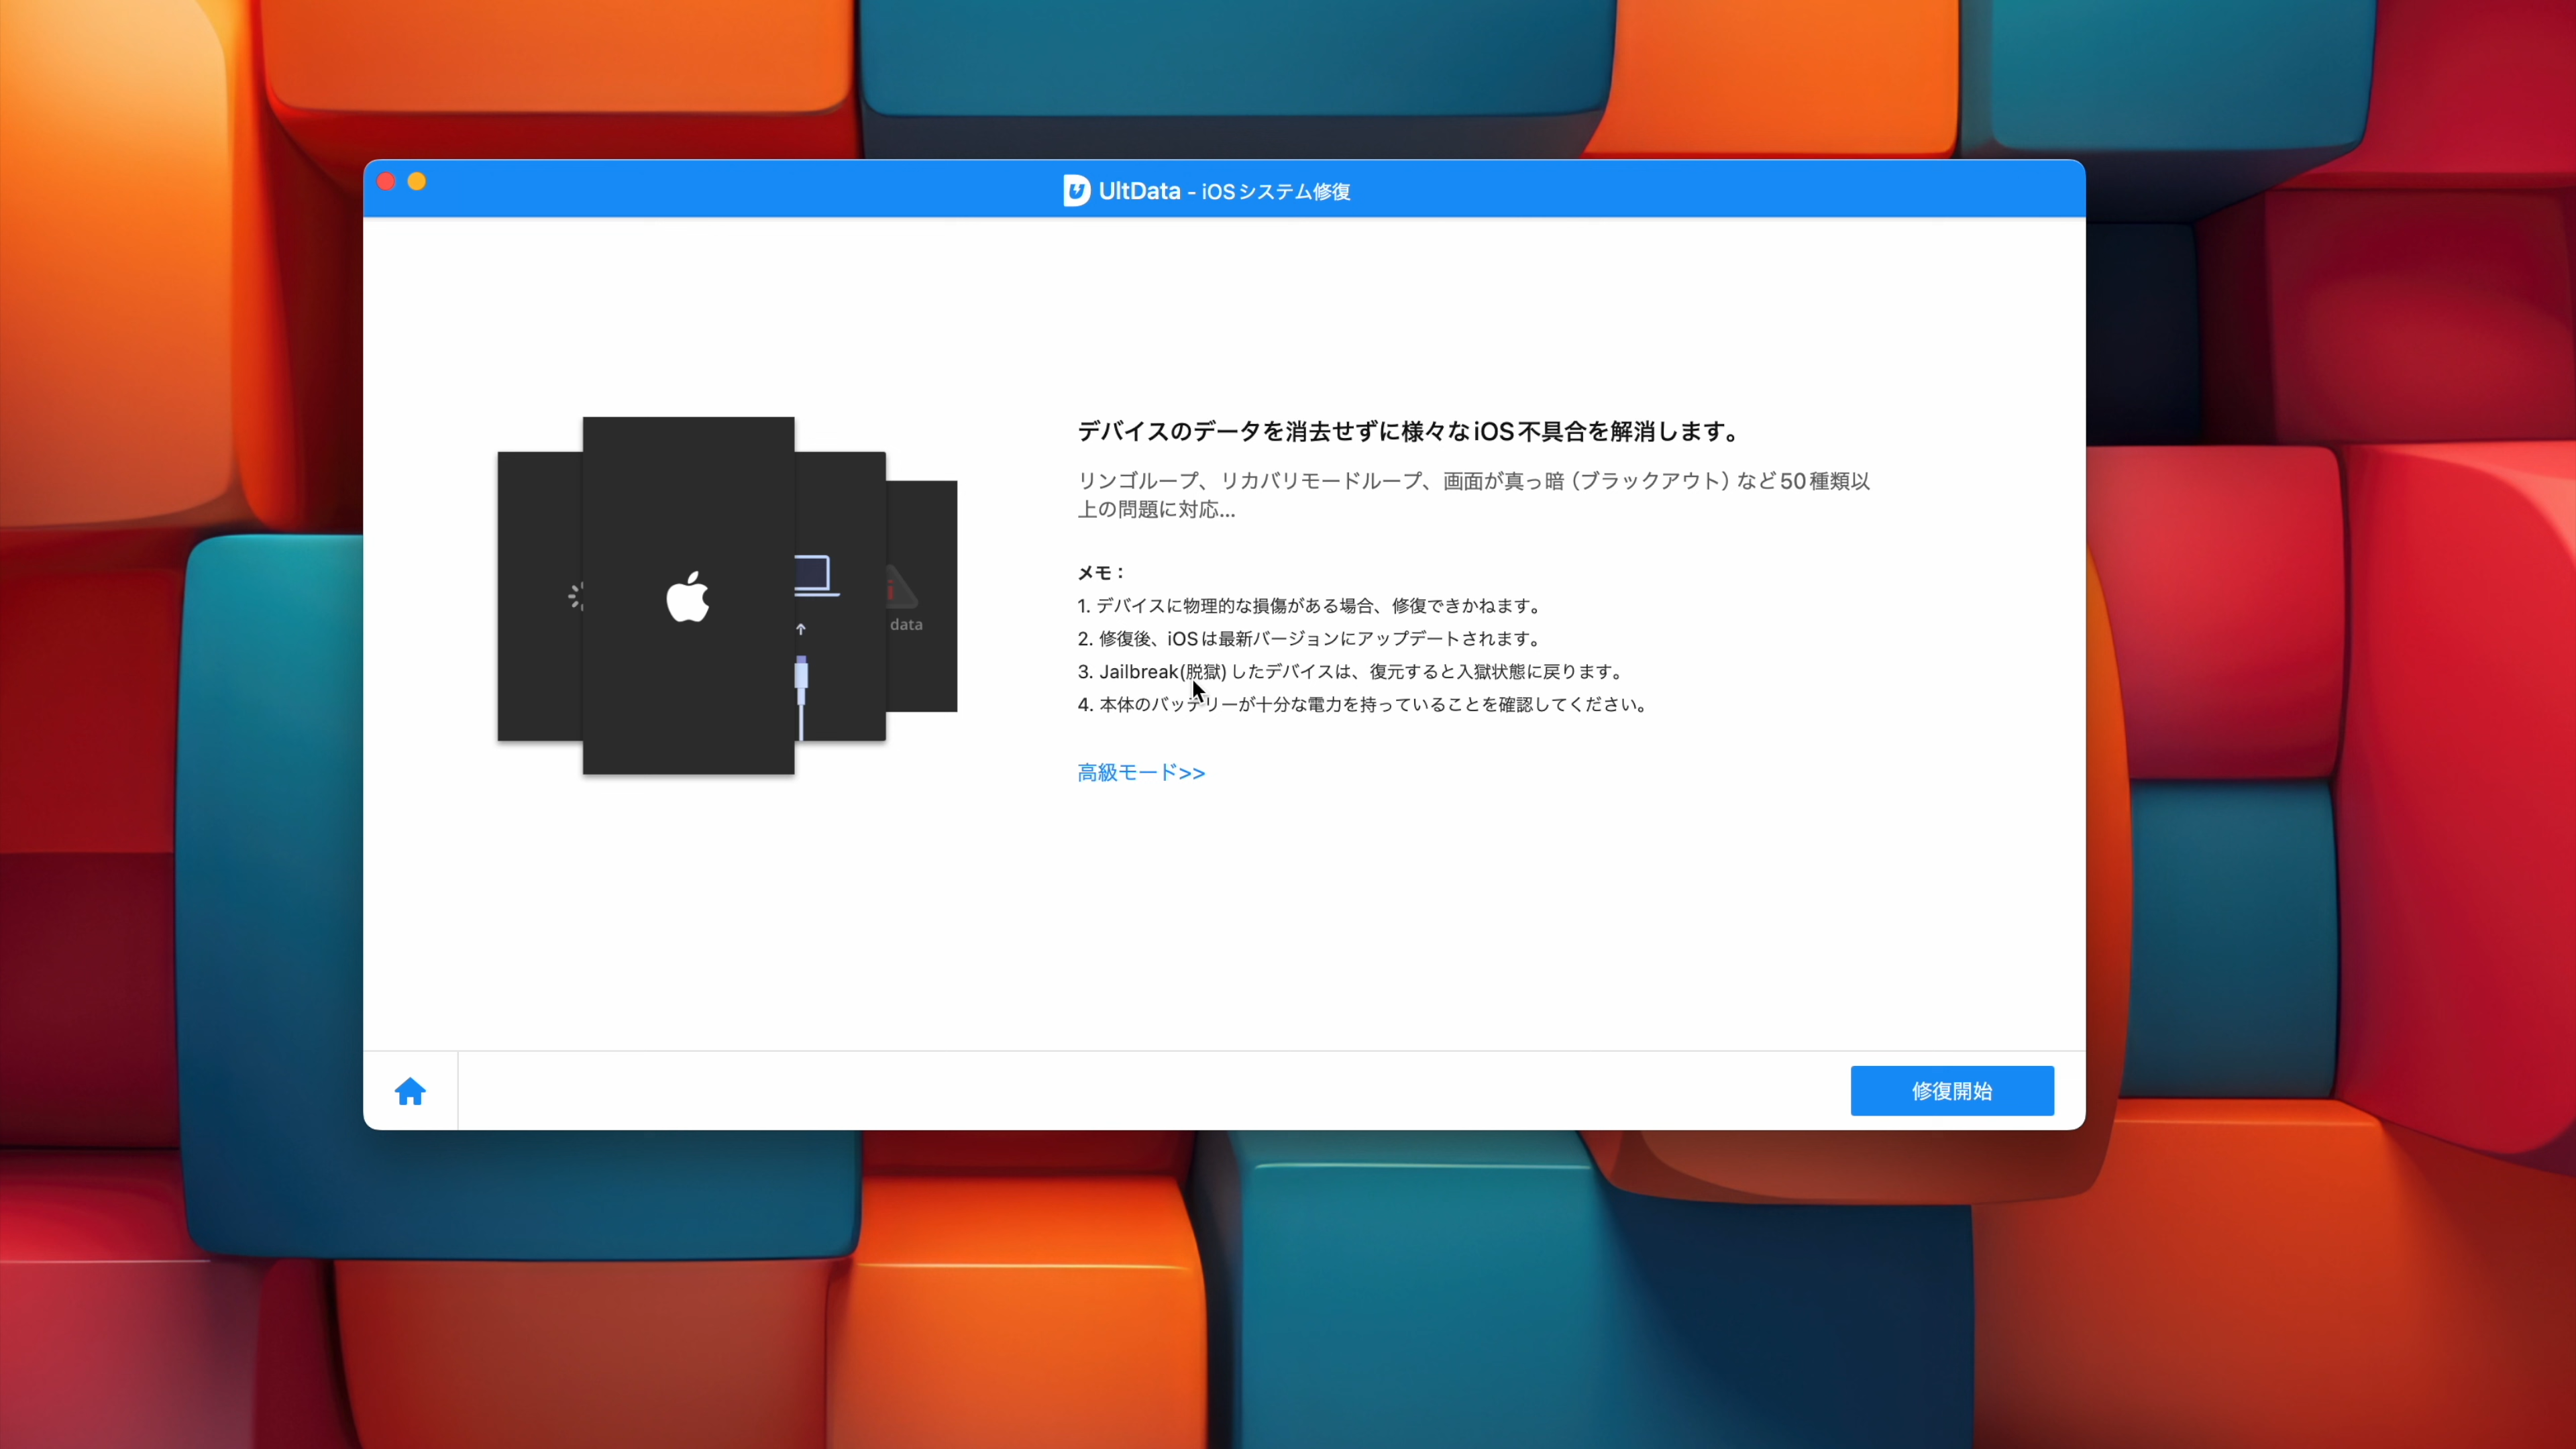 UltData - iOSシステム修復
デバイスのデータを消去せずに様々なiOS不具合を解消します。
リンゴループ、リカバリモードループ、画面が真っ暗（ブラックアウト）など50種類以
上の問題に対応...
data
メモ：
1. デバイスに物理的な損傷がある場合、修復できかねます。
2. 修復後、iOSは最新バージョンにアップデートされます。
3. Jailbreak(脱獄)したデバイスは、復元すると入獄状態に戻ります。
4. 本体のバッテリーが十分な電力を持っていることを確認してください。
高級モード>>
修復開始